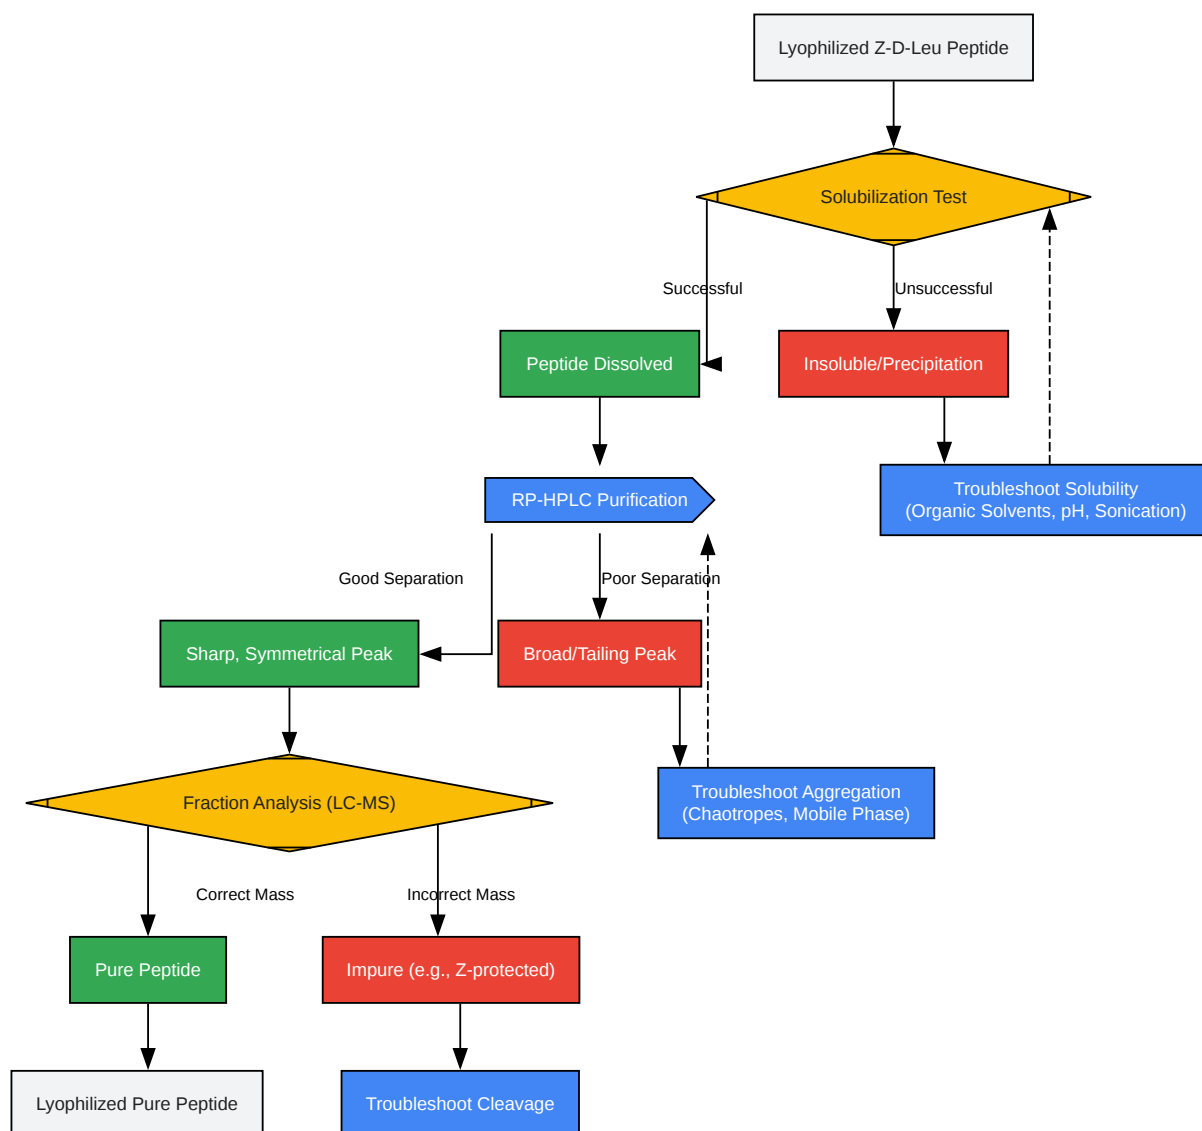 Lyophilized Z-D-Leu Peptide
Solubilization Test
Successful
Unsuccessful
Peptide Dissolved
Insoluble/Precipitation
RP-HPLC Purification
Troubleshoot Solubility
(Organic Solvents, pH, Sonication)
Good Separation
Poor Separation
Sharp, Symmetrical Peak
Broad/Tailing Peak
Fraction Analysis (LC-MS)
Troubleshoot Aggregation
(Chaotropes, Mobile Phase)
Correct Mass
Incorrect Mass
Pure Peptide
Impure (e.g., Z-protected)
Lyophilized Pure Peptide
Troubleshoot Cleavage